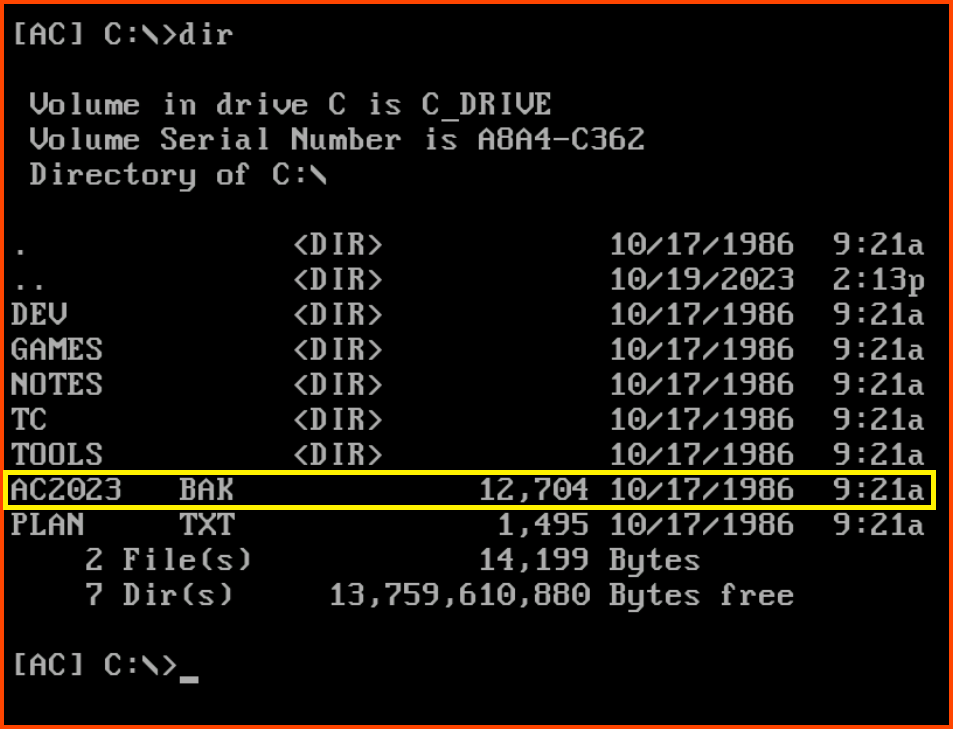 [AC] C:\>dir
Volume in drive C is C_DRIVE
Volume Serial Number is A8A4-C362
Directory of C:\
. <DIR> 10/17/1986 9:21a
.. <DIR> 10/19/2023 2:13p
DEV <DIR> 10/17/1986 9:21a
GAMES <DIR> 10/17/1986 9:21a
NOTES <DIR> 10/17/1986 9:21a
TC <DIR> 10/17/1986 9:21a
TOOLS <DIR> 10/17/1986 9:21a
AC2023 BAK 12,704 10/17/1986 9:21a
PLAN TXT 1,495 10/17/1986 9:21a
2 File(s) 14,199 Bytes
7 Dir(s) 13,759,610,880 Bytes free
[AC] C:\>_